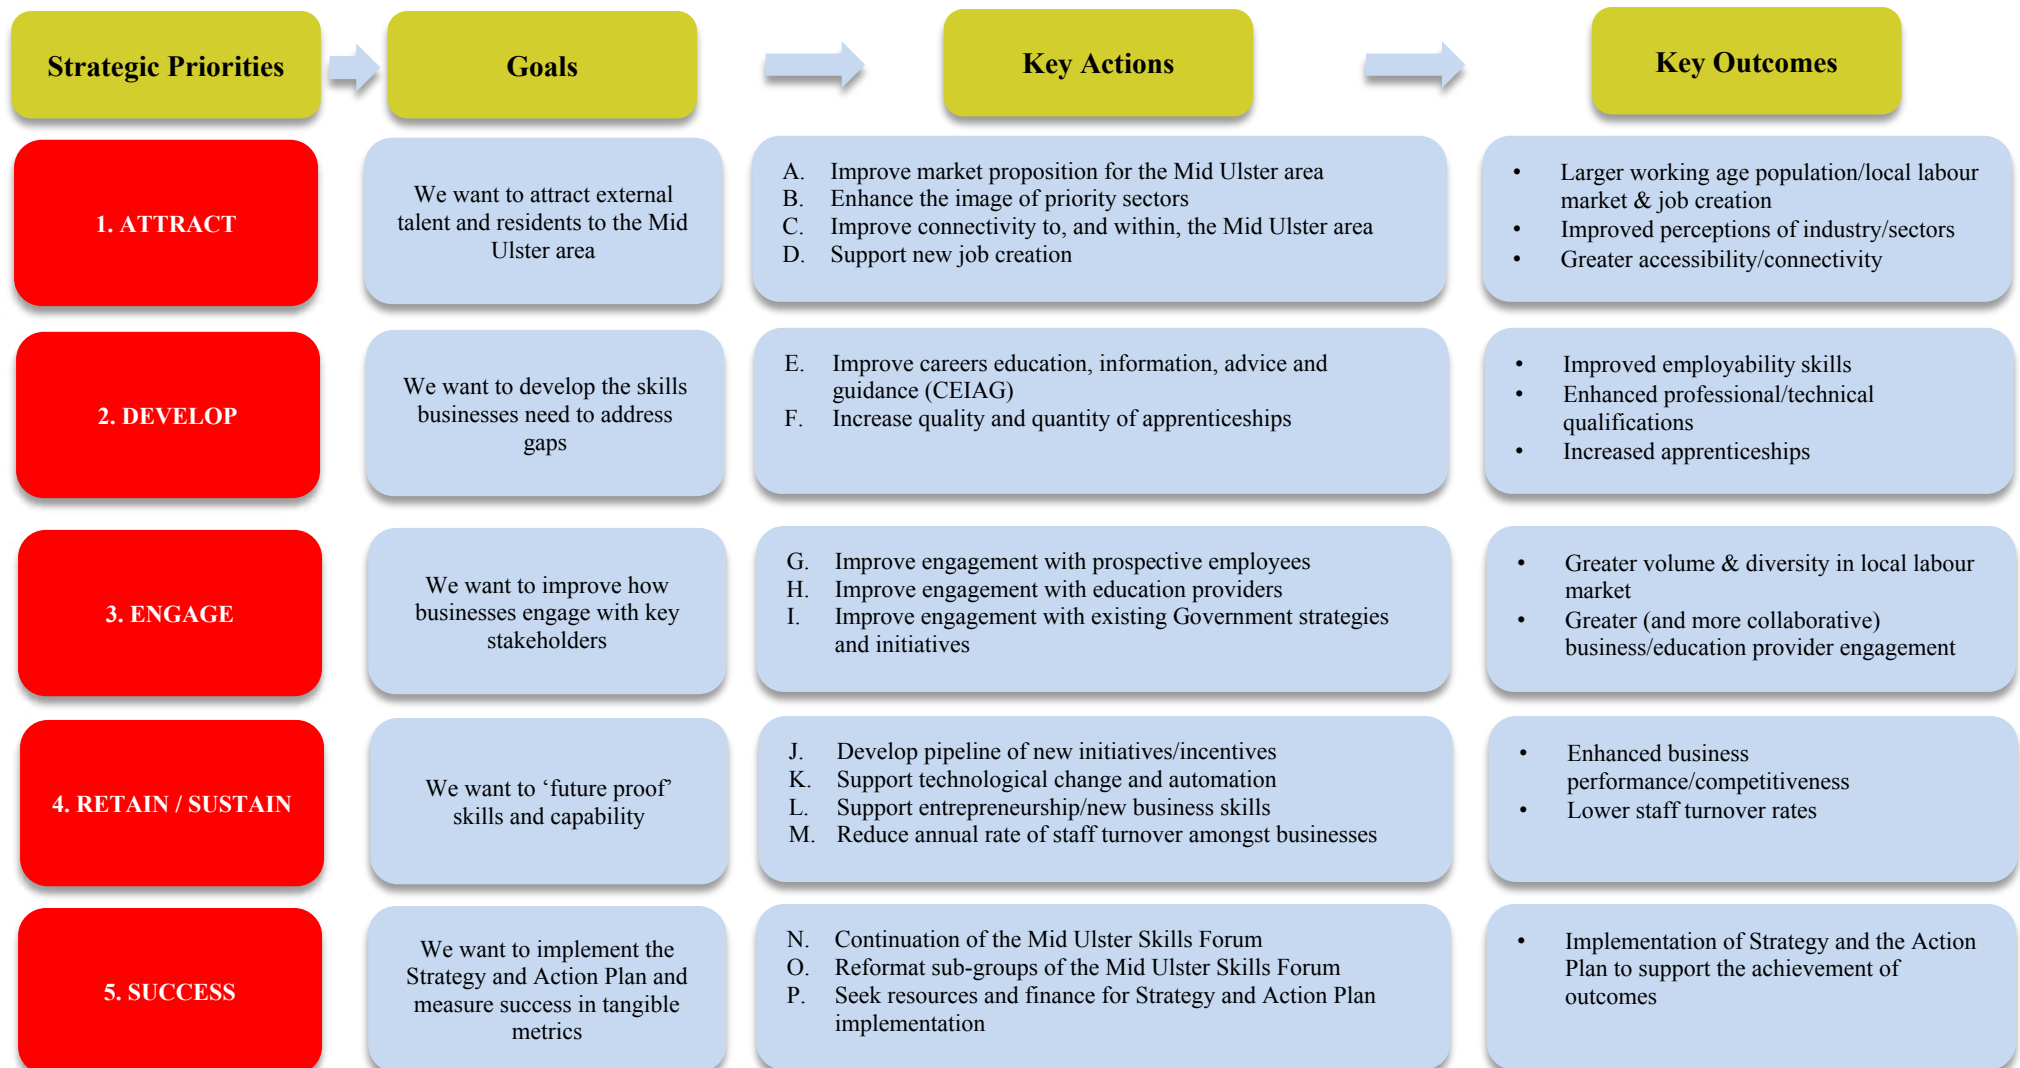 Strategic Priorities
Goals
Key Actions
Key Outcomes
1. ATTRACT
We want to attract external
talent and residents to the Mid
Ulster area
A. Improve market proposition for the Mid Ulster area
B. Enhance the image of priority sectors
C. Improve connectivity to, and within, the Mid Ulster area
D. Support new job creation
• Larger working age population/local labour
market & job creation
• Improved perceptions of industry/sectors
• Greater accessibility/connectivity
2. DEVELOP
We want to develop the skills
businesses need to address
gaps
E. Improve careers education, information, advice and
guidance (CEIAG)
F. Increase quality and quantity of apprenticeships
• Improved employability skills
• Enhanced professional/technical
qualifications
• Increased apprenticeships
3. ENGAGE
We want to improve how
businesses engage with key
stakeholders
G. Improve engagement with prospective employees
H. Improve engagement with education providers
I. Improve engagement with existing Government strategies
and initiatives
• Greater volume & diversity in local labour
market
• Greater (and more collaborative)
business/education provider engagement
4. RETAIN / SUSTAIN
We want to ‘future proof’
skills and capability
J. Develop pipeline of new initiatives/incentives
K. Support technological change and automation
L. Support entrepreneurship/new business skills
M. Reduce annual rate of staff turnover amongst businesses
• Enhanced business
performance/competitiveness
• Lower staff turnover rates
5. SUCCESS
We want to implement the
Strategy and Action Plan and
measure success in tangible
metrics
N. Continuation of the Mid Ulster Skills Forum
O. Reformat sub-groups of the Mid Ulster Skills Forum
P. Seek resources and finance for Strategy and Action Plan
implementation
• Implementation of Strategy and the Action
Plan to support the achievement of
outcomes